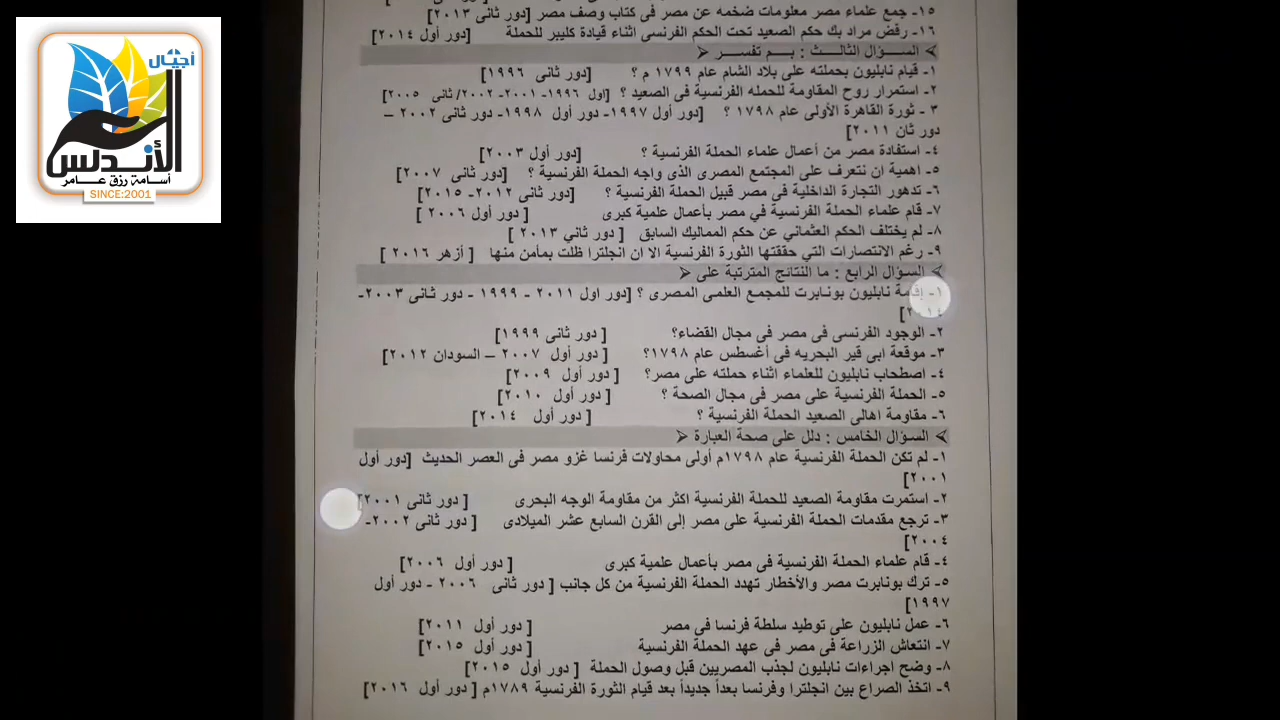 أجيال
الأندلس
أسامة رزق عامر
SINCE:2001
١٥- جمع علماء مصر معلومات ضخمه عن مصر فى كتاب وصف مصر [دور ثانى ٢٠١٣]
١٦- رفض مراد بك حكم الصعيد تحت الحكم الفرنسى اثناء قيادة كليبر للحملة [دور أول ٢٠١٤]
السؤال الثالث : بم تفسر
١- قيام نابليون بحملته على بلاد الشام عام ١٧٩٩ م ؟ [دور ثانى ١٩٩٦]
٢- استمرار روح المقاومة للحمله الفرنسية فى الصعيد ؟ [اول ١٩٩٦- ٢٠٠١- ٢٠٠٢/ ثانى ٢٠٠٥]
٣ - ثورة القاهرة الأولى عام ١٧٩٨ ؟ [دور أول ١٩٩٧- دور أول ١٩٩٨- دور ثانى ٢٠٠٢ –
دور ثان ٢٠١١]
٤- استفادة مصر من أعمال علماء الحملة الفرنسية ؟ [دور أول ٢٠٠٣]
٥- اهمية ان نتعرف على المجتمع المصرى الذى واجه الحملة الفرنسية ؟ [دور ثانى ٢٠٠٧]
٦- تدهور التجارة الداخلية فى مصر قبيل الحملة الفرنسية ؟ [دور ثانى ٢٠١٢- ٢٠١٥]
٧- قام علماء الحملة الفرنسية في مصر بأعمال علمية كبرى [ دور أول ٢٠٠٦ ]
٨- لم يختلف الحكم العثماني عن حكم المماليك السابق [ دور ثاني ٢٠١٣ ]
٩- رغم الانتصارات التي حققتها الثورة الفرنسية الا ان انجلترا ظلت بمأمن منها [ أزهر ٢٠١٦ ]
السؤال الرابع : ما النتائج المترتبة على
١- إقامة نابليون بونابرت للمجمع العلمى المصرى ؟ [دور اول ٢٠١١ - ١٩٩٩ - دور ثانى ٢٠٠٣-
٢٠١٤]
٢- الوجود الفرنسى فى مصر فى مجال القضاء؟ [ دور ثانى ١٩٩٩]
٣- موقعة ابى قير البحريه فى أغسطس عام ١٧٩٨؟ [ دور أول ٢٠٠٧ – السودان ٢٠١٢]
٤- اصطحاب نابليون للعلماء اثناء حملته على مصر؟ [ دور أول ٢٠٠٩]
٥- الحملة الفرنسية على مصر فى مجال الصحة ؟ [ دور أول ٢٠١٠]
٦- مقاومة اهالى الصعيد الحملة الفرنسية ؟ [ دور أول ٢٠١٤]
السؤال الخامس : دلل على صحة العبارة
١- لم تكن الحملة الفرنسية عام ١٧٩٨م أولى محاولات فرنسا غزو مصر فى العصر الحديث [دور أول
٢٠٠١]
٢- استمرت مقاومة الصعيد للحملة الفرنسية اكثر من مقاومة الوجه البحرى [ دور ثانى ٢٠٠١]
٣- ترجع مقدمات الحملة الفرنسية على مصر إلى القرن السابع عشر الميلادى [ دور ثانى ٢٠٠٢-
٢٠٠٤]
٤- قام علماء الحملة الفرنسية فى مصر بأعمال علمية كبرى [ دور أول ٢٠٠٦]
٥- ترك بونابرت مصر والأخطار تهدد الحملة الفرنسية من كل جانب [ دور ثانى ٢٠٠٦ - دور أول
١٩٩٧]
٦- عمل نابليون على توطيد سلطة فرنسا فى مصر [ دور أول ٢٠١١]
٧- انتعاش الزراعة فى مصر فى عهد الحملة الفرنسية [ دور أول ٢٠١٥]
٨- وضح اجراءات نابليون لجذب المصريين قبل وصول الحملة [ دور أول ٢٠١٥]
٩- اتخذ الصراع بين انجلترا وفرنسا بعداً جديداً بعد قيام الثورة الفرنسية ١٧٨٩م [ دور أول ٢٠١٦]